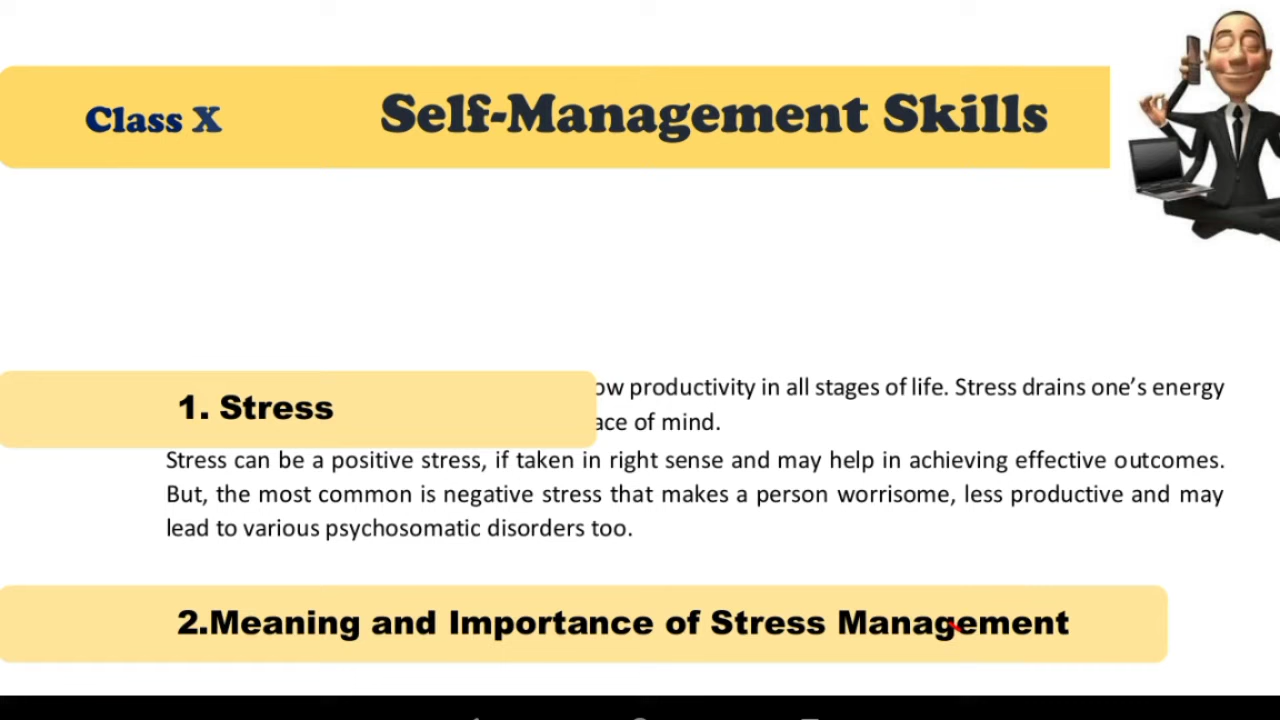 Class X
Self-Management Skills
1. Stress
productivity in all stages of life. Stress drains one’s energy
of mind.
Stress can be a positive stress, if taken in right sense and may help in achieving effective outcomes.
But, the most common is negative stress that makes a person worrisome, less productive and may
lead to various psychosomatic disorders too.
2.Meaning and Importance of Stress Management